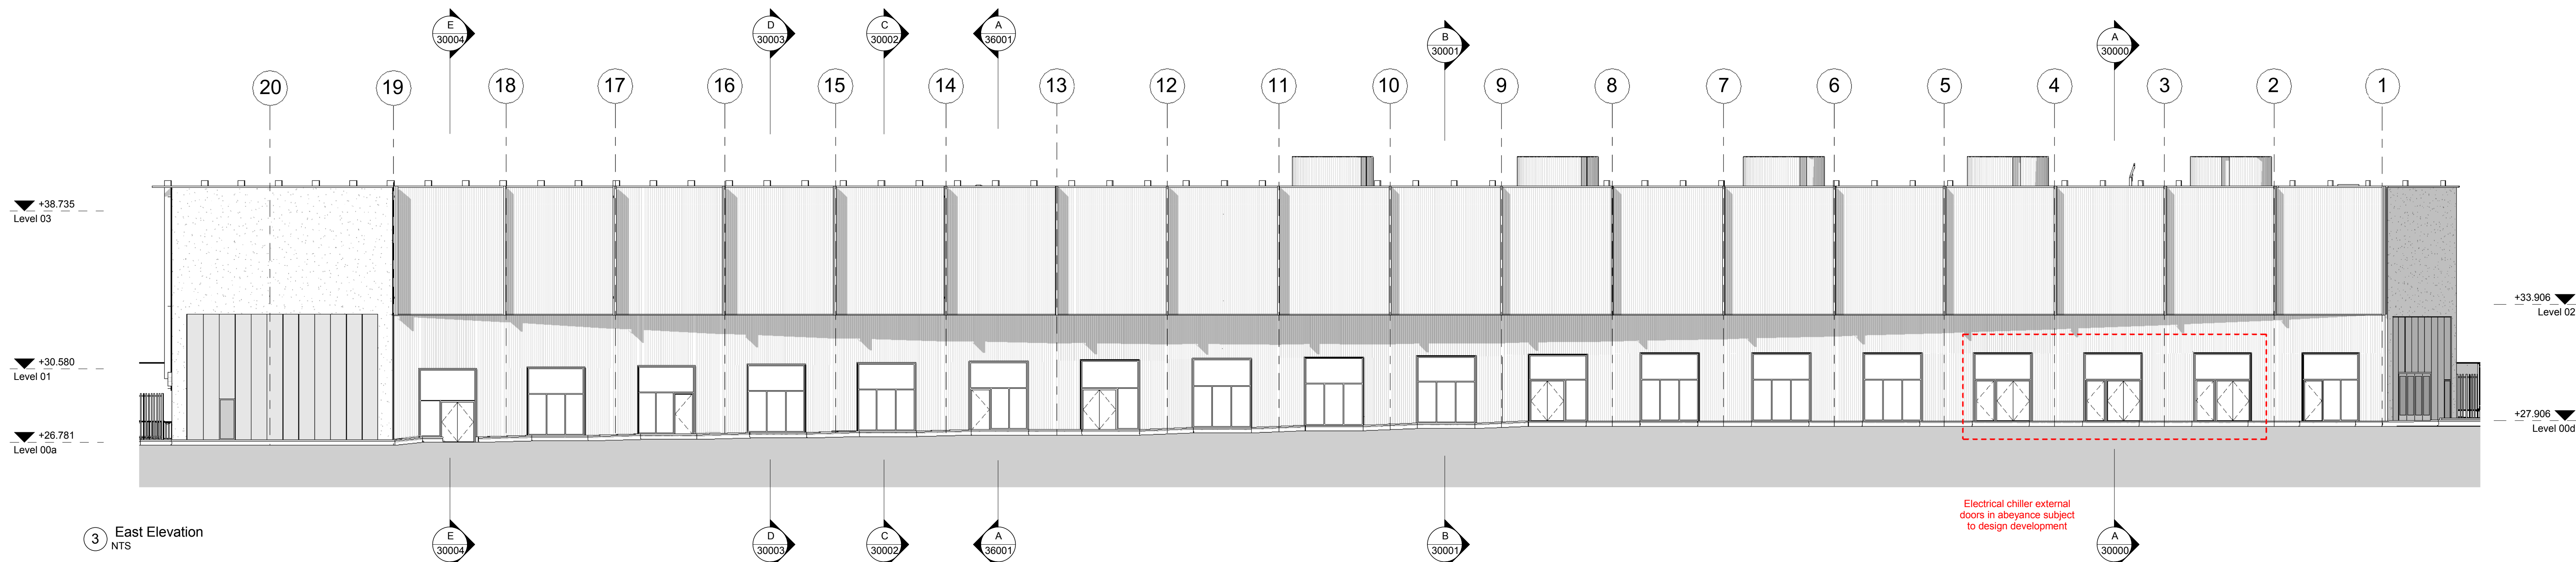 E
30004
D
30003
C
30002
A
36001
B
30001
A
30000
20
19
18
17
16
15
14
13
12
11
10
9
8
7
6
5
4
3
2
1
+38.735
Level 03
+33.906
Level 02
+30.580
Level 01
+26.781
Level 00a
+27.906
Level 00d
Electrical chiller external
doors in abeyance subject
to design development
3
East Elevation
NTS
E
30004
D
30003
C
30002
A
36001
B
30001
A
30000